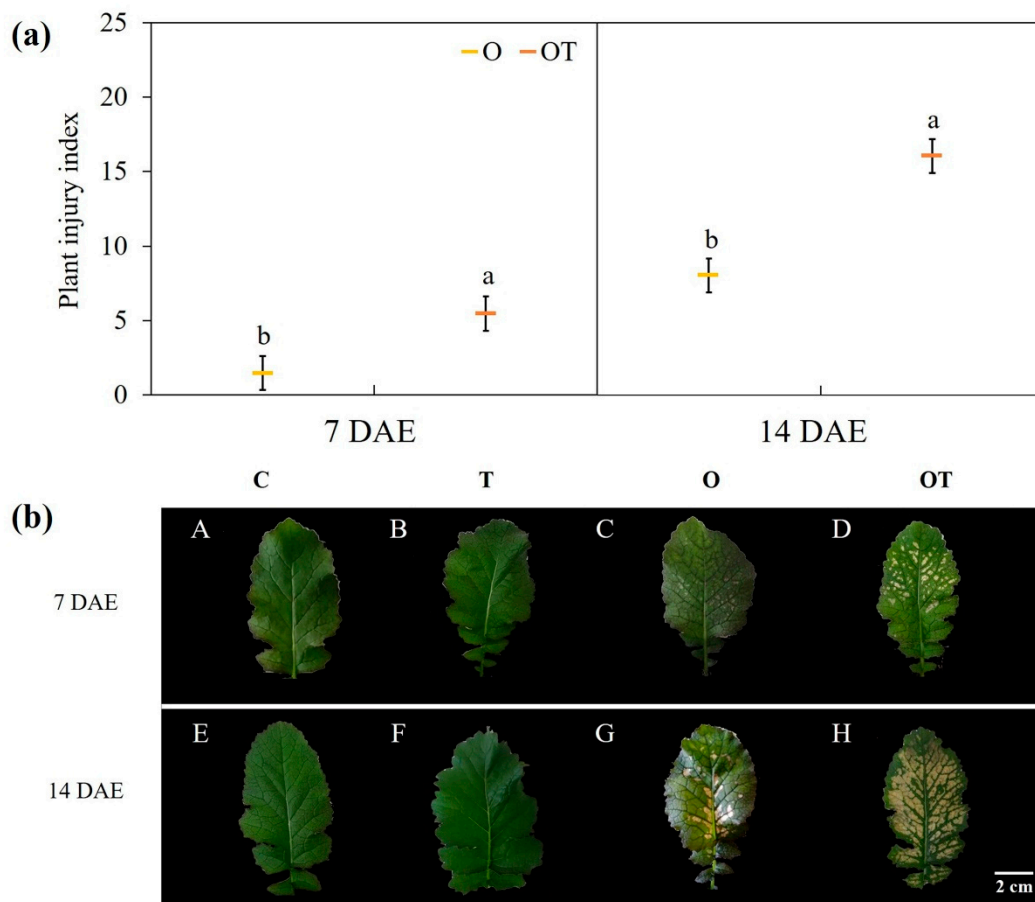 (a)
25
20
15
10
5
0
Plant injury index
O OT
b
a
b
a
7 DAE 14 DAE
(b)
C T O OT
7 DAE
A B C D
14 DAE
E F G H
2 cm